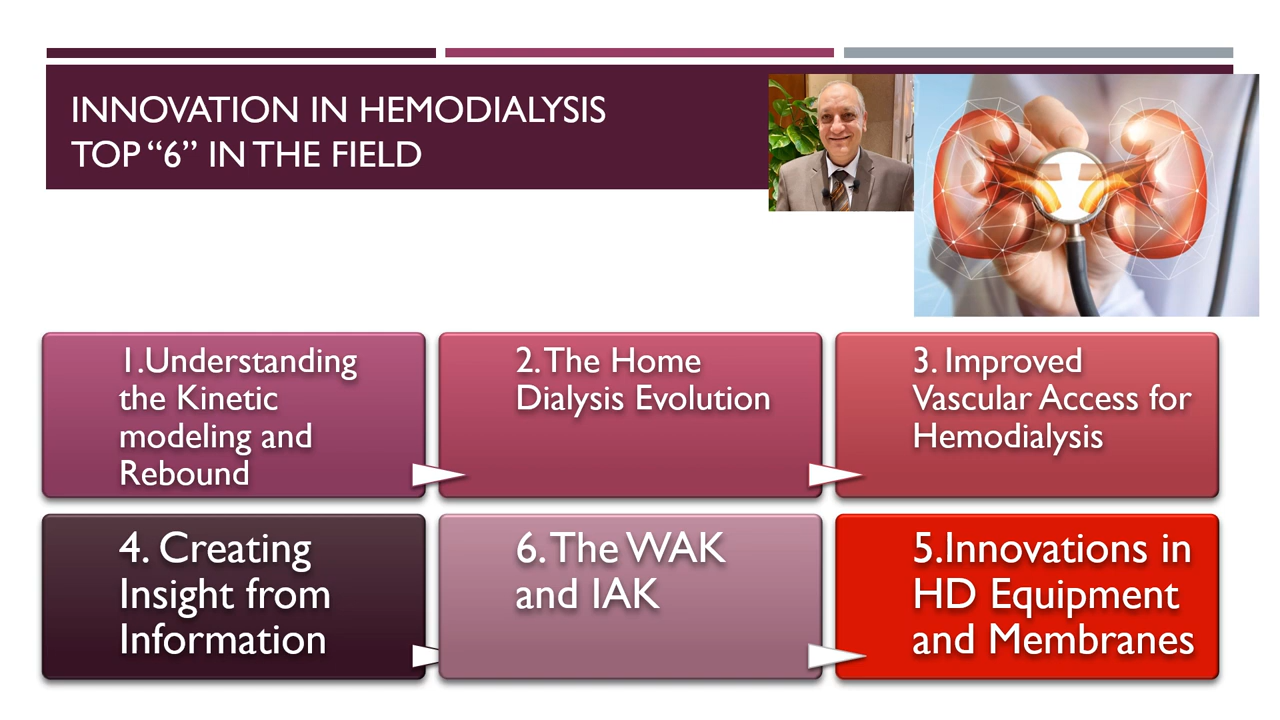 INNOVATION IN HEMODIALYSIS
TOP “6” IN THE FIELD
1.Understanding
the Kinetic
modeling and
Rebound
2. The Home
Dialysis Evolution
3. Improved
Vascular Access for
Hemodialysis
4. Creating
Insight from
Information
6. The WAK
and IAK
5.Innovations in
HD Equipment
and Membranes